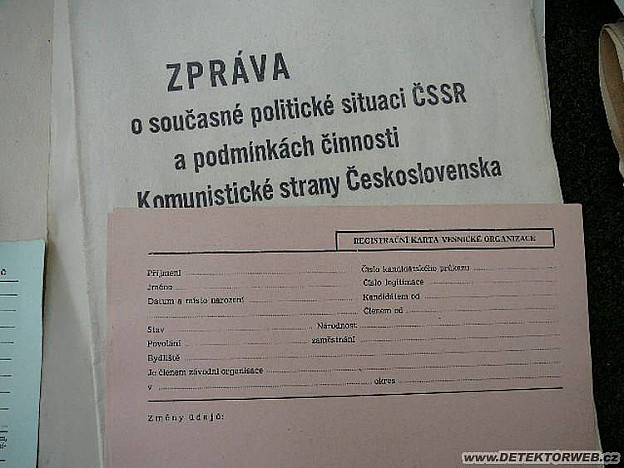 ZPRÁVA
o současné politické situaci ČSSR
a podmínkách činnosti
Komunistické strany Československa
REGISTRAČNÍ KARTA VESNICKÉ ORGANIZACE
Příjmení
Číslo kandidátského průkazu
Jméno
Číslo legitimace
Datum a místo narození
Kandidátem od
Členem od
Stav
Národnost
Povolání
zaměstnání
Bydliště
Je členem závodní organisace
v
okres
Změny údajů:
www.DETEKTORWEB.cz